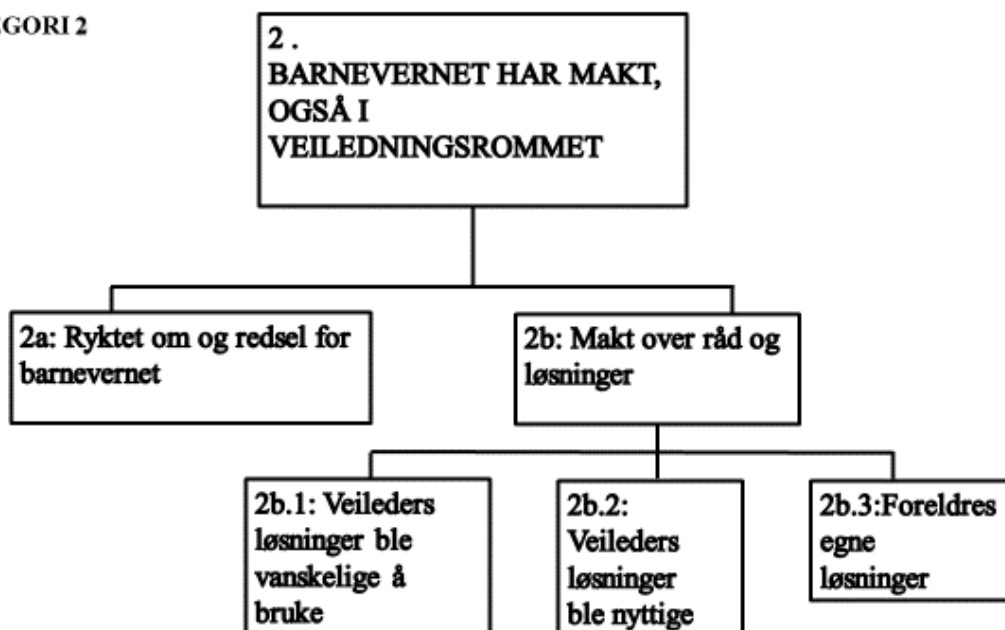 EGORI 2
2 .
BARNEVERNET HAR MAKT,
OGSÅ I
VEILEDNINGSROMMET
2a: Ryktet om og redsel for
barnevernet
2b: Makt over råd og
løsninger
2b.1: Veileders
løsninger ble
vanskelige å
bruke
2b.2:
Veileders
løsninger
ble nyttige
2b.3:Foreldres
egne
løsninger